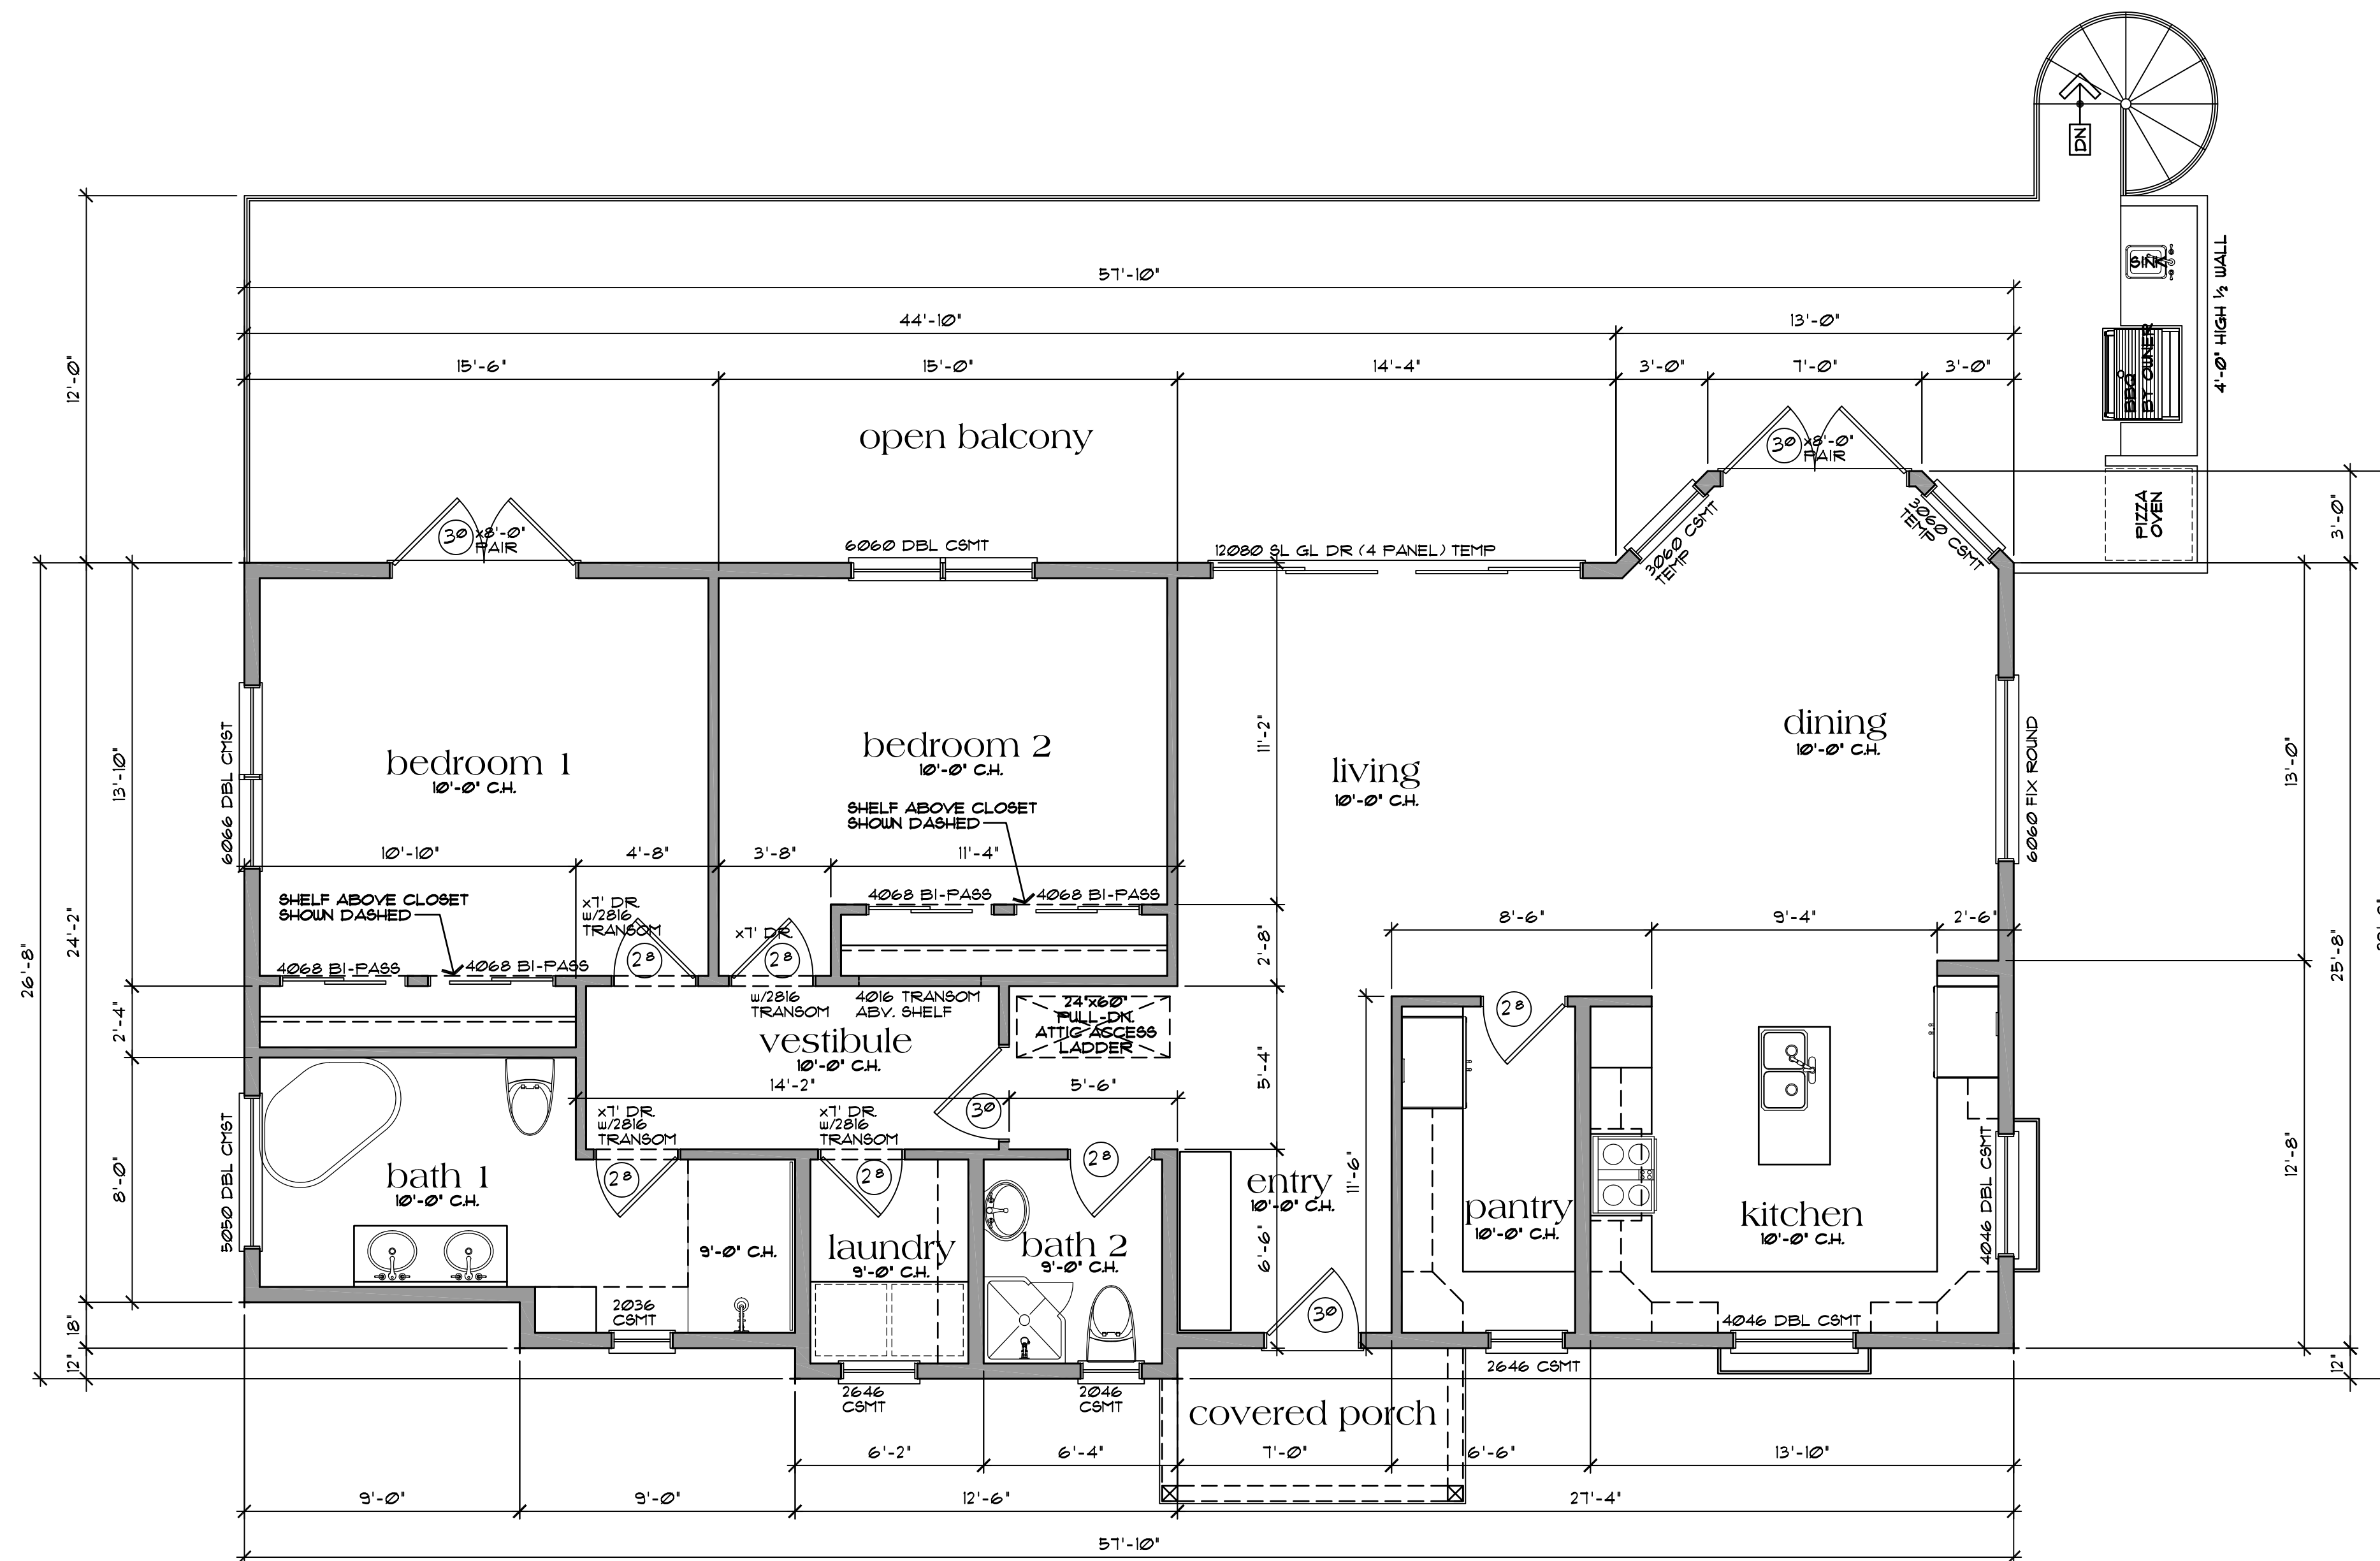 DN
SINK
4'-0" HIGH ½ WALL
BBQ
BY OWNER
PIZZA
OVEN
57'-10"
44'-10"
13'-0"
15'-6"
15'-0"
14'-4"
3'-0"
7'-0"
3'-0"
12'-0"
open balcony
30 x8'-0"
PAIR
30 x8'-0"
PAIR
6060 DBL CSMT
12080 SL GL DR (4 PANEL) TEMP
3060 CSMT
TEMP
3060 CSMT
TEMP
3'-0"
bedroom 1
10'-0" C.H.
bedroom 2
10'-0" C.H.
living
10'-0" C.H.
dining
10'-0" C.H.
6066 DBL CMST
6060 FIX ROUND
11'-2"
13'-0"
13'-10"
24'-2"
26'-8"
25'-8"
SHELF ABOVE CLOSET
SHOWN DASHED
10'-10"
4'-8"
3'-8"
11'-4"
SHELF ABOVE CLOSET
SHOWN DASHED
4068 BI-PASS
4068 BI-PASS
4068 BI-PASS
4068 BI-PASS
x7' DR.
w/2816
TRANSOM
28
x7' DR.
28
w/2816
TRANSOM
4016 TRANSOM
ABV. SHELF
2'-8"
8'-6"
9'-4"
2'-6"
24"x60"
PULL-DN.
ATTIC ACCESS
LADDER
28
vestibule
10'-0" C.H.
14'-2"
5'-6"
2'-4"
5'-4"
30
x7' DR.
w/2816
TRANSOM
28
x7' DR.
w/2816
TRANSOM
28
28
5050 DBL CMST
8'-0"
bath 1
10'-0" C.H.
9'-0" C.H.
laundry
9'-0" C.H.
bath 2
9'-0" C.H.
entry
10'-0" C.H.
11'-6"
6'-6"
pantry
10'-0" C.H.
kitchen
10'-0" C.H.
4046 DBL CSMT
12'-8"
18"
12"
2036
CSMT
30
4046 DBL CSMT
2646 CSMT
12"
2646
CSMT
2046
CSMT
covered porch
6'-2"
6'-4"
7'-0"
6'-6"
13'-10"
9'-0"
9'-0"
12'-6"
27'-4"
57'-10"